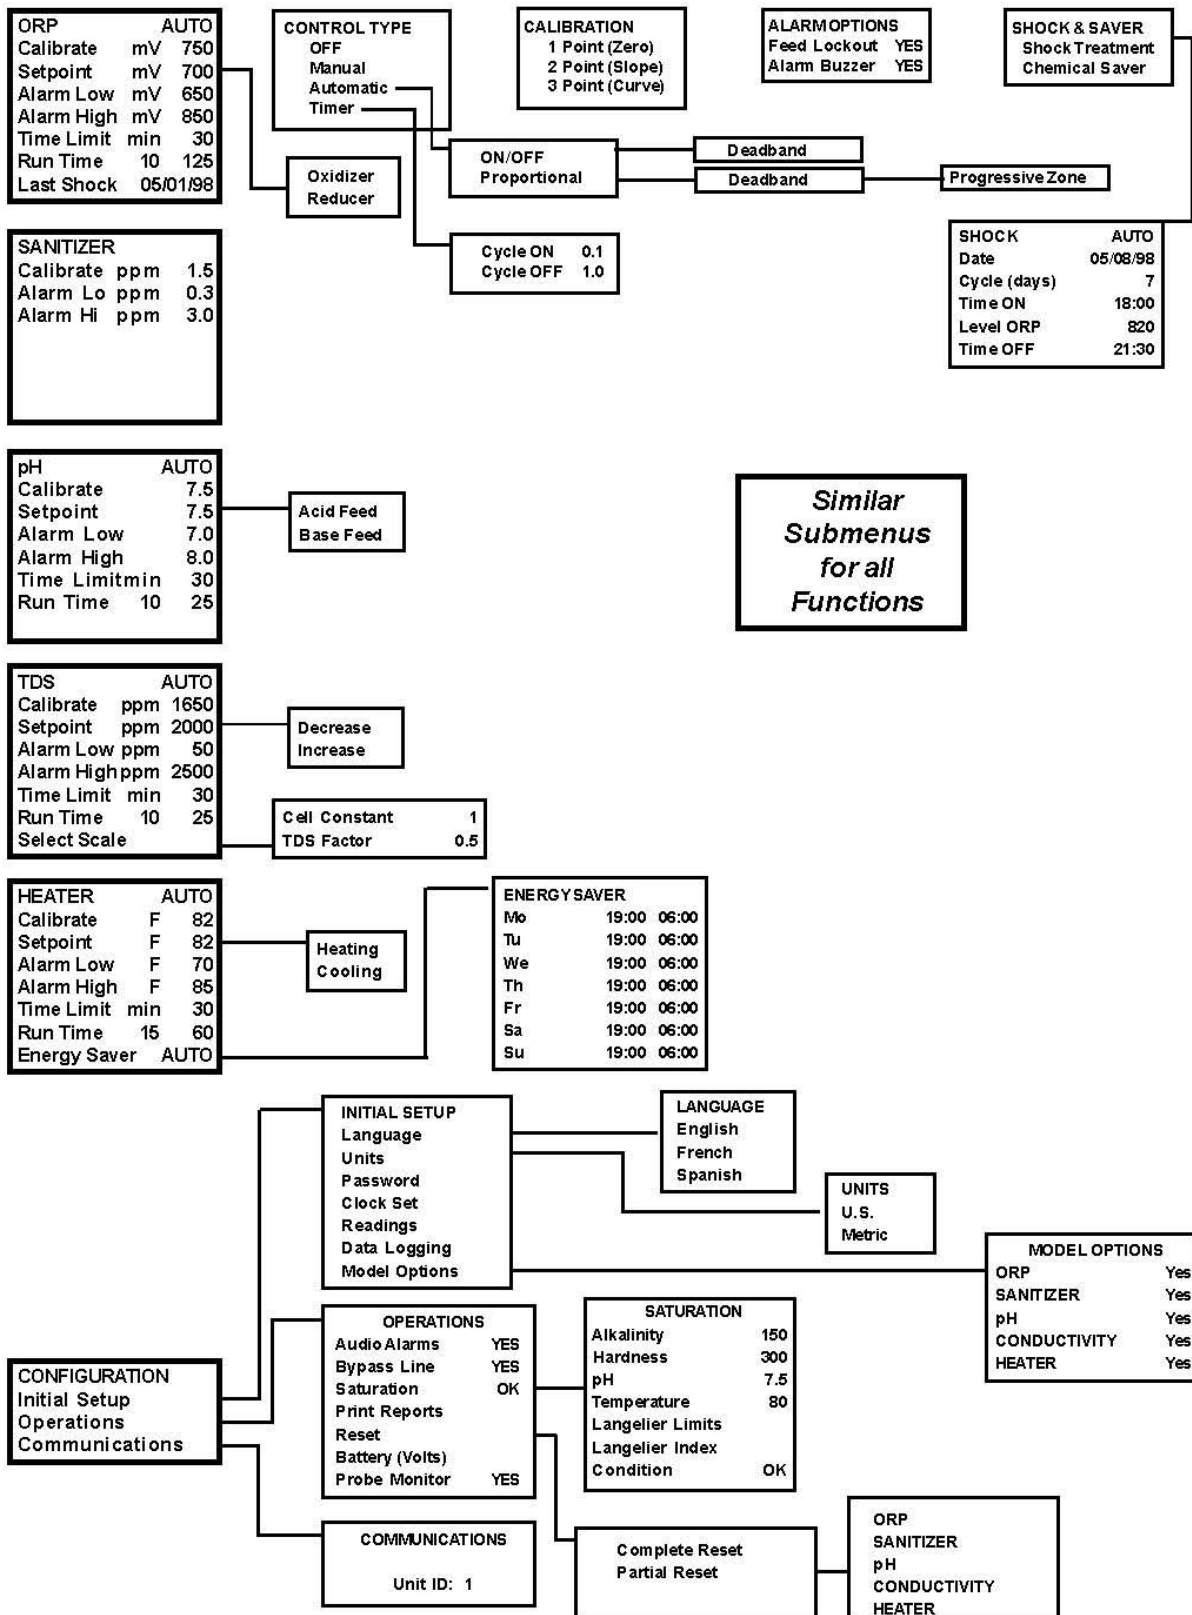 ORP AUTO
Calibrate mV 750
Setpoint mV 700
Alarm Low mV 650
Alarm High mV 850
Time Limit min 30
Run Time 10 125
Last Shock 05/01/98
CONTROL TYPE
OFF
Manual
Automatic
Timer
CALIBRATION
1 Point (Zero)
2 Point (Slope)
3 Point (Curve)
ALARM OPTIONS
Feed Lockout YES
Alarm Buzzer YES
SHOCK & SAVER
Shock Treatment
Chemical Saver
Oxidizer
Reducer
ON/OFF
Proportional
Deadband
Deadband
Progressive Zone
Cycle ON 0.1
Cycle OFF 1.0
SHOCK AUTO
Date 05/08/98
Cycle (days) 7
Time ON 18:00
Level ORP 820
Time OFF 21:30
SANITIZER
Calibrate ppm 1.5
Alarm Lo ppm 0.3
Alarm Hi ppm 3.0
pH AUTO
Calibrate 7.5
Setpoint 7.5
Alarm Low 7.0
Alarm High 8.0
Time Limit min 30
Run Time 10 25
Acid Feed
Base Feed
Similar
Submenus
for all
Functions
TDS AUTO
Calibrate ppm 1650
Setpoint ppm 2000
Alarm Low ppm 50
Alarm High ppm 2500
Time Limit min 30
Run Time 10 25
Select Scale
Decrease
Increase
Cell Constant 1
TDS Factor 0.5
HEATER AUTO
Calibrate F 82
Setpoint F 82
Alarm Low F 70
Alarm High F 85
Time Limit min 30
Run Time 15 60
Energy Saver AUTO
Heating
Cooling
ENERGY SAVER
Mo 19:00 06:00
Tu 19:00 06:00
We 19:00 06:00
Th 19:00 06:00
Fr 19:00 06:00
Sa 19:00 06:00
Su 19:00 06:00
CONFIGURATION
Initial Setup
Operations
Communications
INITIAL SETUP
Language
Units
Password
Clock Set
Readings
Data Logging
Model Options
LANGUAGE
English
French
Spanish
UNITS
U.S.
Metric
MODEL OPTIONS
ORP Yes
SANITIZER Yes
pH Yes
CONDUCTIVITY Yes
HEATER Yes
OPERATIONS
Audio Alarms YES
Bypass Line YES
Saturation OK
Print Reports
Reset
Battery (Volts)
Probe Monitor YES
SATURATION
Alkalinity 150
Hardness 300
pH 7.5
Temperature 80
Langelier Limits
Langelier Index
Condition OK
COMMUNICATIONS
Unit ID: 1
Complete Reset
Partial Reset
ORP
SANITIZER
pH
CONDUCTIVITY
HEATER